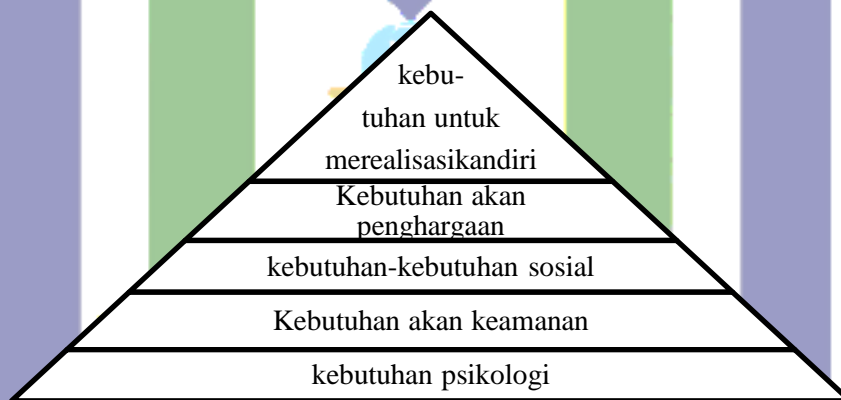 kebu-
tuhan untuk
merealisasikandiri
Kebutuhan akan
penghargaan
kebutuhan-kebutuhan sosial
Kebutuhan akan keamanan
kebutuhan psikologi